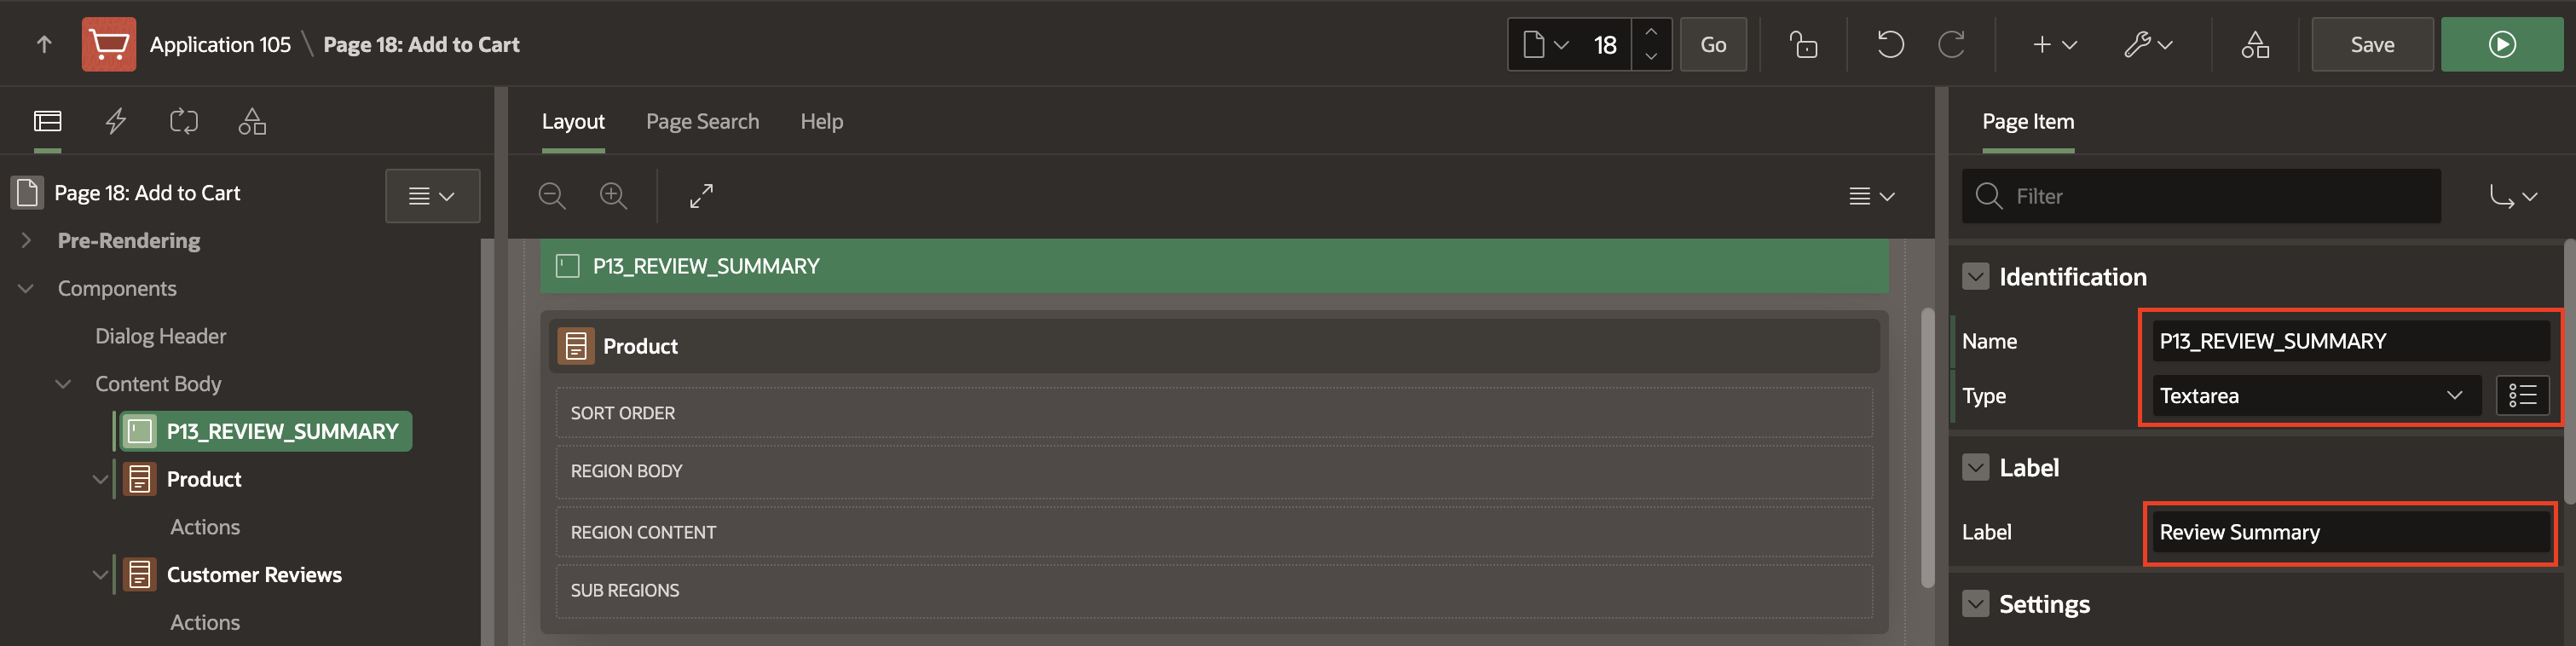 Application 105 \ Page 18: Add to Cart
18
Go
Save
Layout
Page Search
Help
Page Item
Page 18: Add to Cart
Pre-Rendering
Components
Dialog Header
Content Body
P13_REVIEW_SUMMARY
Product
Actions
Customer Reviews
Actions
P13_REVIEW_SUMMARY
Product
SORT ORDER
REGION BODY
REGION CONTENT
SUB REGIONS
Filter
Identification
Name
P13_REVIEW_SUMMARY
Type
Textarea
Label
Label
Review Summary
Settings